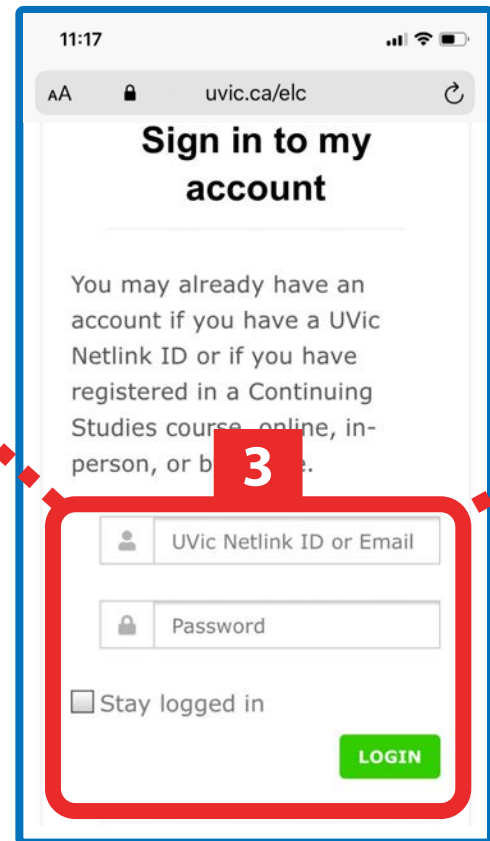 11:17
AA uvic.ca/elc
Sign in to my
account
You may already have an
account if you have a UVic
Netlink ID or if you have
registered in a Continuing
Studies course, online, in-
person, or b
3
UVic Netlink ID or Email
Password
Stay logged in
LOGIN